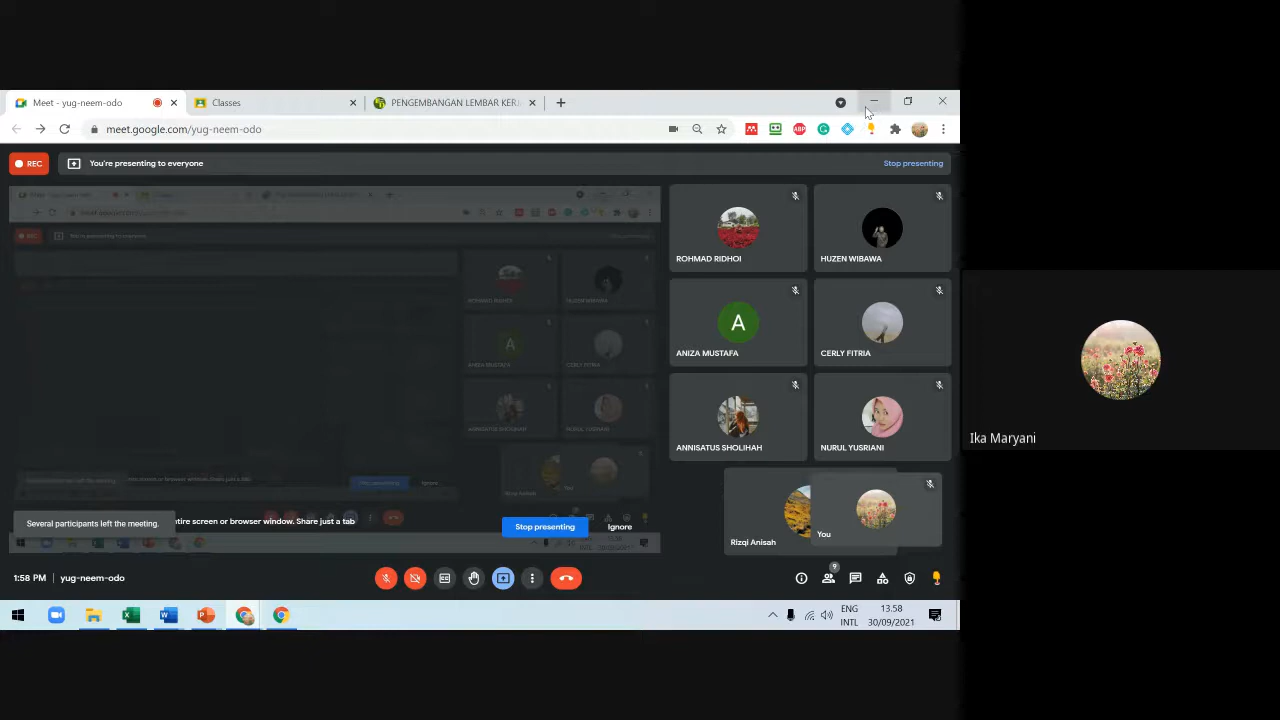 Meet - yug-neem-odo
Classes
PENGEMBANGAN LEMBAR KERJ
meet.google.com/yug-neem-odo
ABP
REC
You're presenting to everyone
Stop presenting
ROHMAD RIDHOI
HUZEN WIBAWA
A
ANIZA MUSTAFA
CERLY FITRIA
ANNISATUS SHOLIHAH
NURUL YUSRIANI
Ika Maryani
Several participants left the meeting.
ntire screen or browser window. Share just a tab
Stop presenting
Ignore
Rizqi Anisah
You
1:58 PM
yug-neem-odo
9
ENG
INTL
13.58
30/09/2021